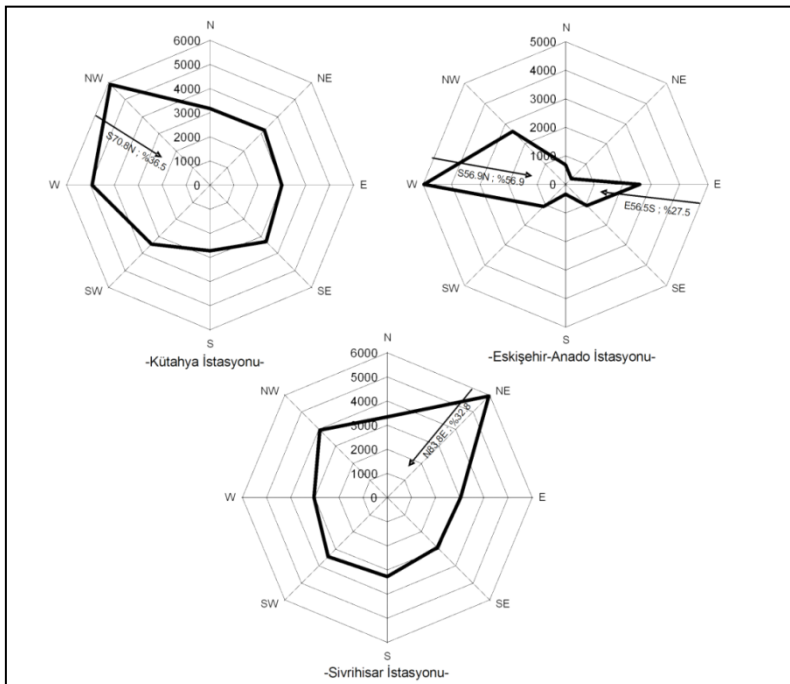 N
6000
5000
4000
3000
2000
1000
0
NW
NE
W
E
SW
SE
S
S70.8N ; %36.5
-Kütahya İstasyonu-
N
5000
4000
3000
2000
1000
0
NW
NE
W
E
SW
SE
S
S56.9N ; %56.9
E56.5S ; %27.5
-Eskişehir-Anado İstasyonu-
N
6000
5000
4000
3000
2000
1000
0
NW
NE
W
E
SW
SE
S
N83.8E ; %32.8
-Sivrihisar İstasyonu-